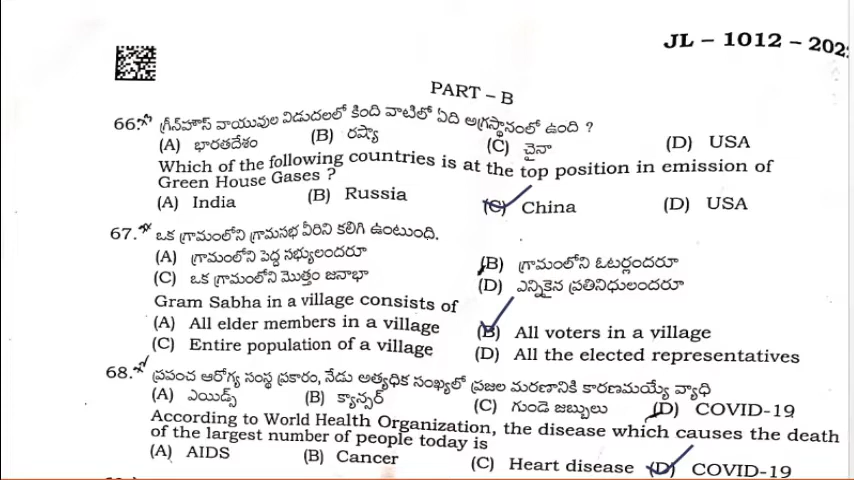 JL – 1012 – 202
PART – B
66. గ్రీన్‌హౌస్ వాయువుల విడుదలలో కింది వాటిలో ఏది అగ్రస్థానంలో ఉంది ?
(A) భారతదేశం (B) రష్యా (C) చైనా (D) USA
Which of the following countries is at the top position in emission of
Green House Gases ?
(A) India (B) Russia (C) China (D) USA
67. ఒక గ్రామంలోని గ్రామసభ వీరిని కలిగి ఉంటుంది.
(A) గ్రామంలోని పెద్ద సభ్యులందరూ (B) గ్రామంలోని ఓటర్లందరూ
(C) ఒక గ్రామంలోని మొత్తం జనాభా (D) ఎన్నికైన ప్రతినిధులందరూ
Gram Sabha in a village consists of
(A) All elder members in a village (B) All voters in a village
(C) Entire population of a village (D) All the elected representatives
68. ప్రపంచ ఆరోగ్య సంస్థ ప్రకారం, నేడు అత్యధిక సంఖ్యలో ప్రజల మరణానికి కారణమయ్యే వ్యాధి
(A) ఎయిడ్స్ (B) క్యాన్సర్ (C) గుండె జబ్బులు (D) COVID-19
According to World Health Organization, the disease which causes the death
of the largest number of people today is
(A) AIDS (B) Cancer (C) Heart disease (D) COVID-19